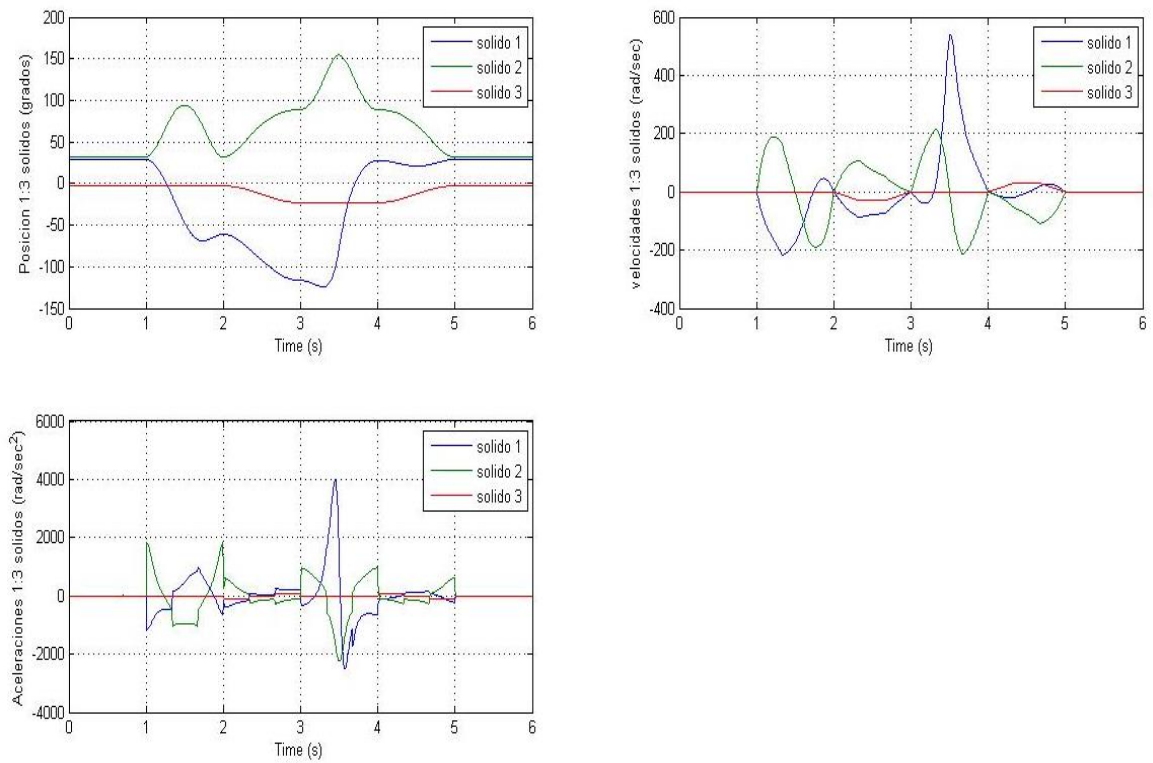 Posicion 1:3 solidos (grados)
200
150
100
50
0
-50
-100
-150
0 1 2 3 4 5 6
Time (s)
solido 1
solido 2
solido 3
velocidades 1:3 solidos (rad/sec)
600
400
200
0
-200
-400
0 1 2 3 4 5 6
Time (s)
solido 1
solido 2
solido 3
Aceleraciones 1:3 solidos (rad/sec²)
6000
4000
2000
0
-2000
-4000
0 1 2 3 4 5 6
Time (s)
solido 1
solido 2
solido 3